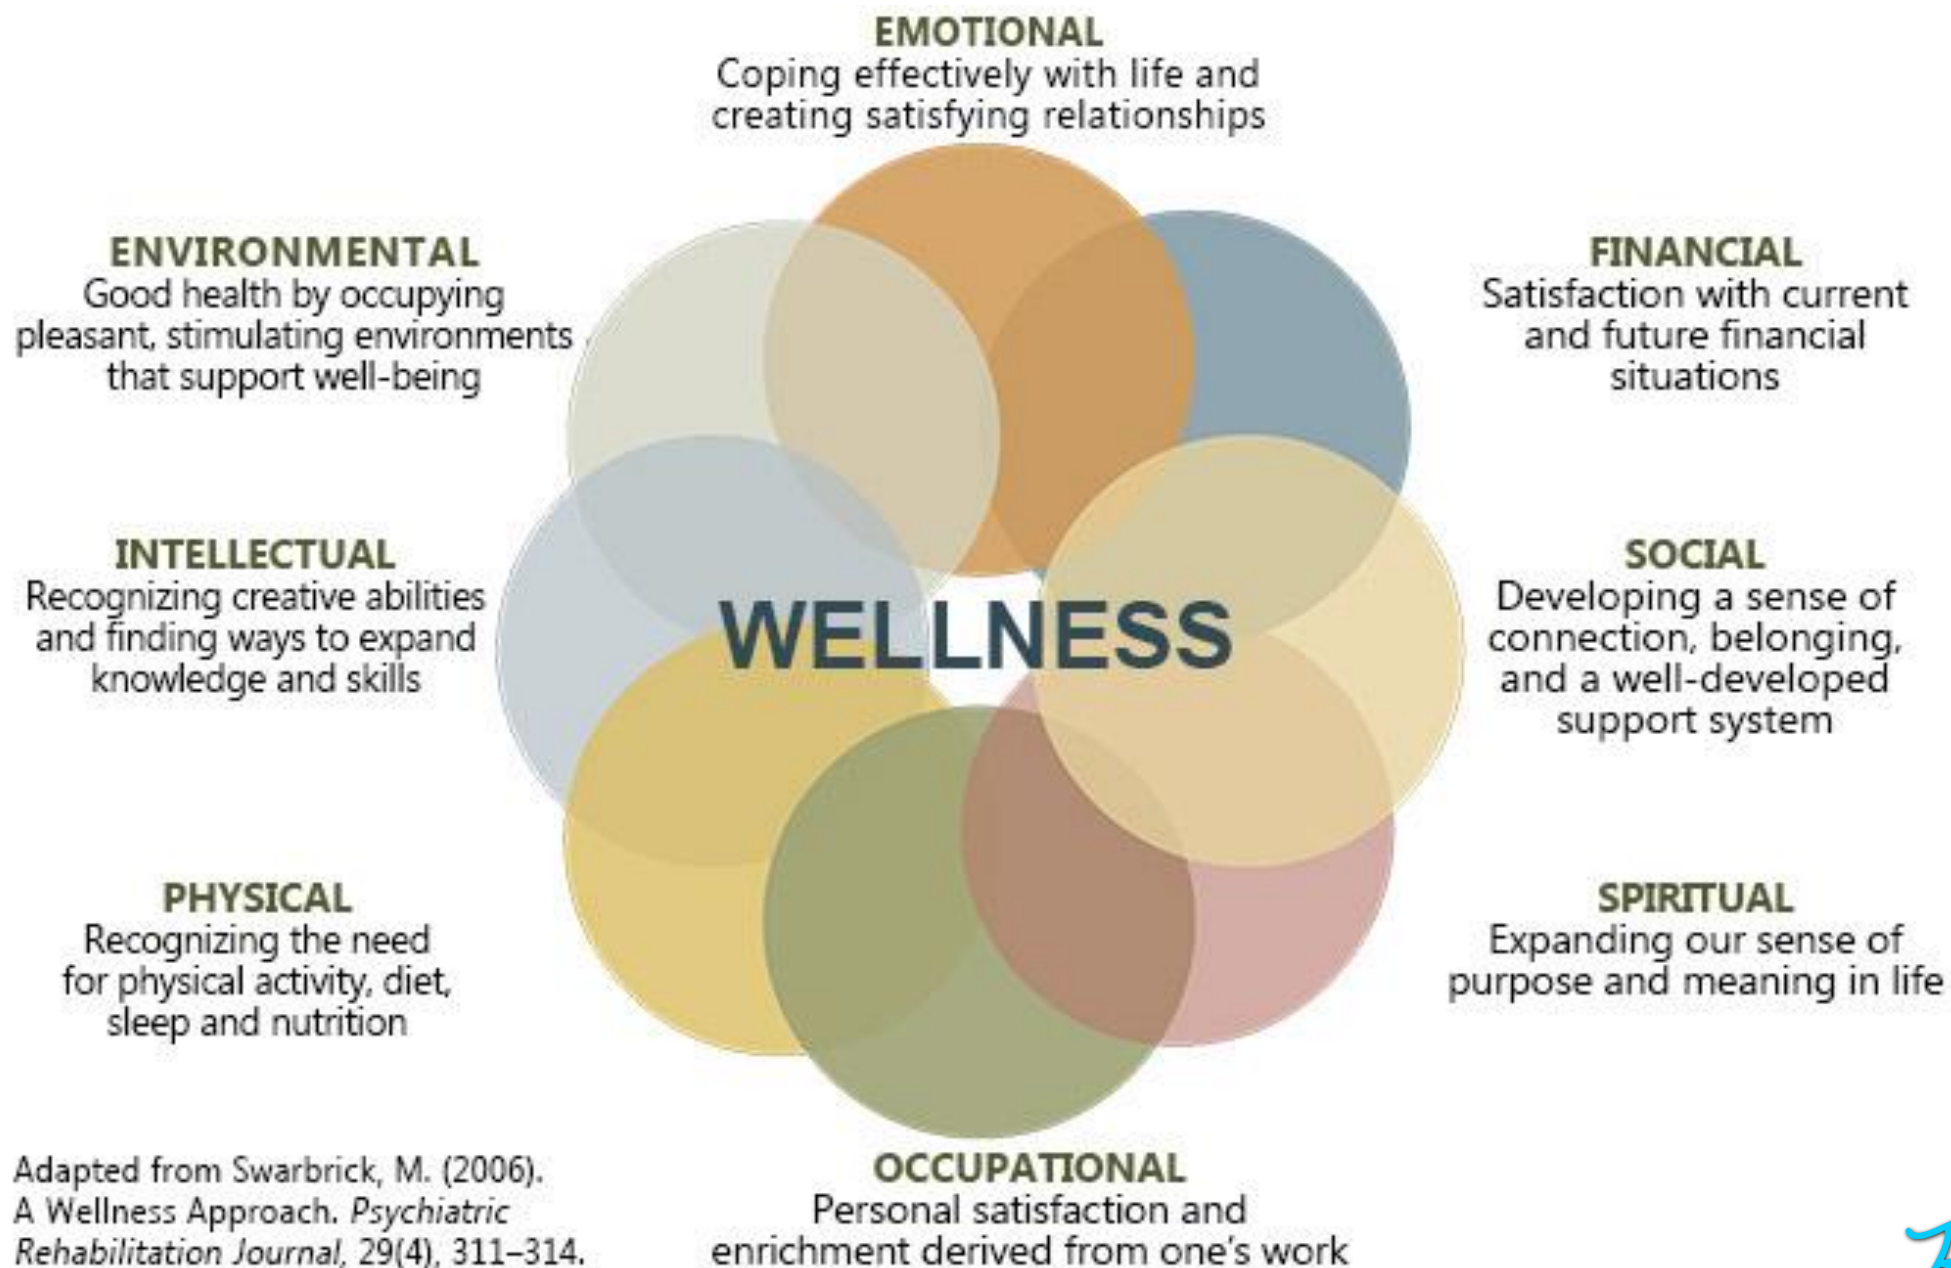 EMOTIONAL
Coping effectively with life and
creating satisfying relationships
ENVIRONMENTAL
Good health by occupying
pleasant, stimulating environments
that support well-being
FINANCIAL
Satisfaction with current
and future financial
situations
INTELLECTUAL
Recognizing creative abilities
and finding ways to expand
knowledge and skills
WELLNESS
SOCIAL
Developing a sense of
connection, belonging,
and a well-developed
support system
PHYSICAL
Recognizing the need
for physical activity, diet,
sleep and nutrition
SPIRITUAL
Expanding our sense of
purpose and meaning in life
OCCUPATIONAL
Personal satisfaction and
enrichment derived from one's work
Adapted from Swarbrick, M. (2006).
A Wellness Approach. Psychiatric
Rehabilitation Journal, 29(4), 311–314.